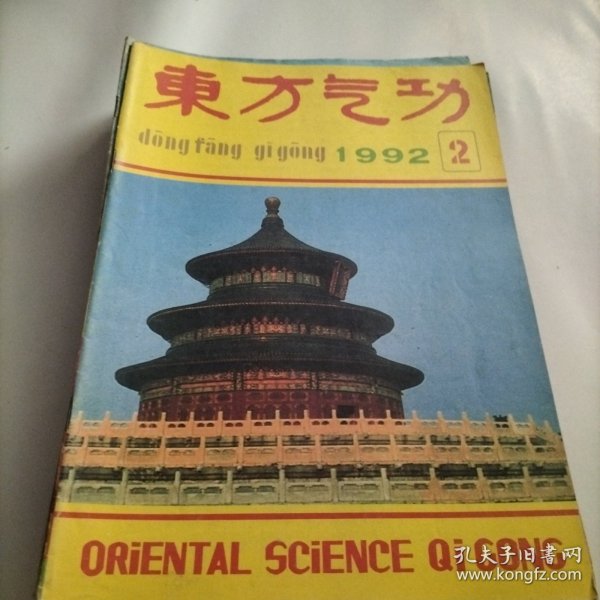 東方气功
dōng fāng qì gōng 1992 2
ORiENTAL SCiENCE QiGONG
孔夫子旧书网
www.kongfz.com